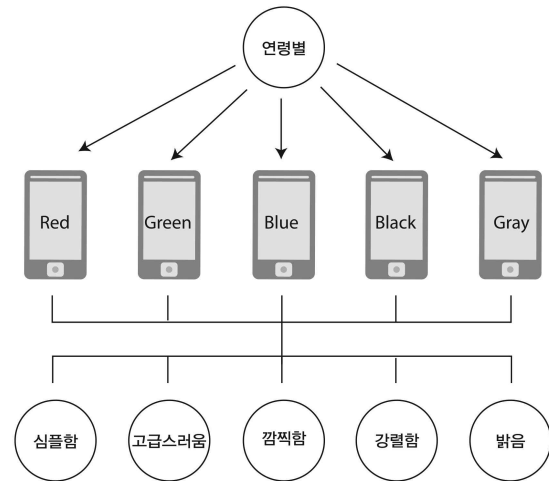 연령별
Red
Green
Blue
Black
Gray
심플함
고급스러움
깜찍함
강렬함
밝음